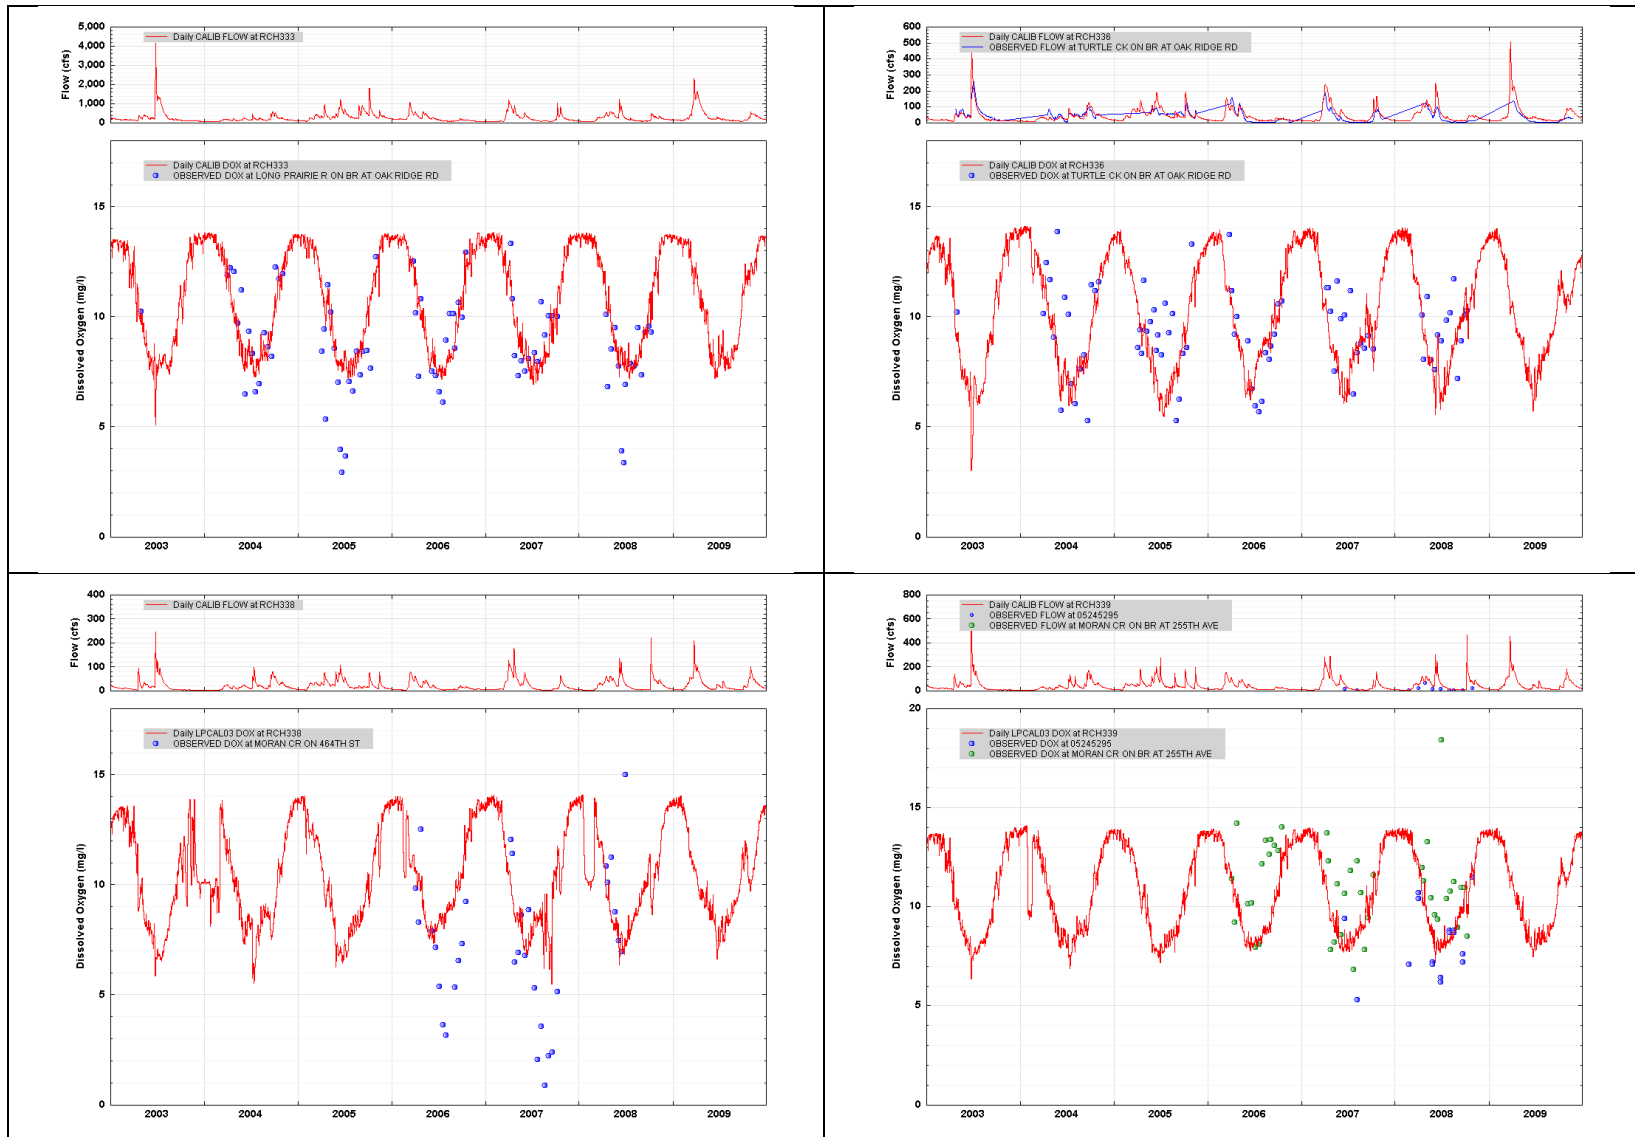 5,000
4,000
3,000
2,000
1,000
0
Flow (cfs)
Daily CALIB FLOW at RCH333
15
10
5
0
Dissolved Oxygen (mg/l)
Daily CALIB DOX at RCH333
OBSERVED DOX at LONG PRAIRIE R ON BR AT OAK RIDGE RD
2003 2004 2005 2006 2007 2008 2009
600
500
400
300
200
100
0
Flow (cfs)
Daily CALIB FLOW at RCH336
OBSERVED FLOW at TURTLE CK ON BR AT OAK RIDGE RD
15
10
5
0
Dissolved Oxygen (mg/l)
Daily CALIB DOX at RCH336
OBSERVED DOX at TURTLE CK ON BR AT OAK RIDGE RD
2003 2004 2005 2006 2007 2008 2009
400
300
200
100
0
Flow (cfs)
Daily CALIB FLOW at RCH338
15
10
5
0
Dissolved Oxygen (mg/l)
Daily LPCAL03 DOX at RCH338
OBSERVED DOX at MORAN CR ON 464TH ST
2003 2004 2005 2006 2007 2008 2009
800
600
400
200
0
Flow (cfs)
Daily CALIB FLOW at RCH339
OBSERVED FLOW at 05245295
OBSERVED FLOW at MORAN CR ON BR AT 255TH AVE
20
15
10
5
0
Dissolved Oxygen (mg/l)
Daily LPCAL03 DOX at RCH339
OBSERVED DOX at 05245295
OBSERVED DOX at MORAN CR ON BR AT 255TH AVE
2003 2004 2005 2006 2007 2008 2009